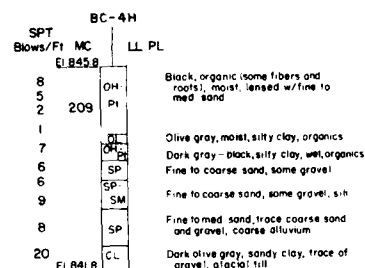 BC-4H
SPT
Blows/Ft MC LL PL
El.845.8
8 OH- Black, organic (some fibers and
roots), moist, lensed w/fine to
med sand
5
2 209 Pt
1 Olive gray, moist, silty clay, organics
OL
7 OH- Pt Dark gray-black, silty clay, wet, organics
6 SP Fine to coarse sand, some gravel
6 SP-
9 SM Fine to coarse sand, some gravel, silt
8 SP Fine to med sand, trace coarse sand
and gravel, coarse alluvium
20 CL Dark olive gray, sandy clay, trace of
El.841.8 gravel, glacial till